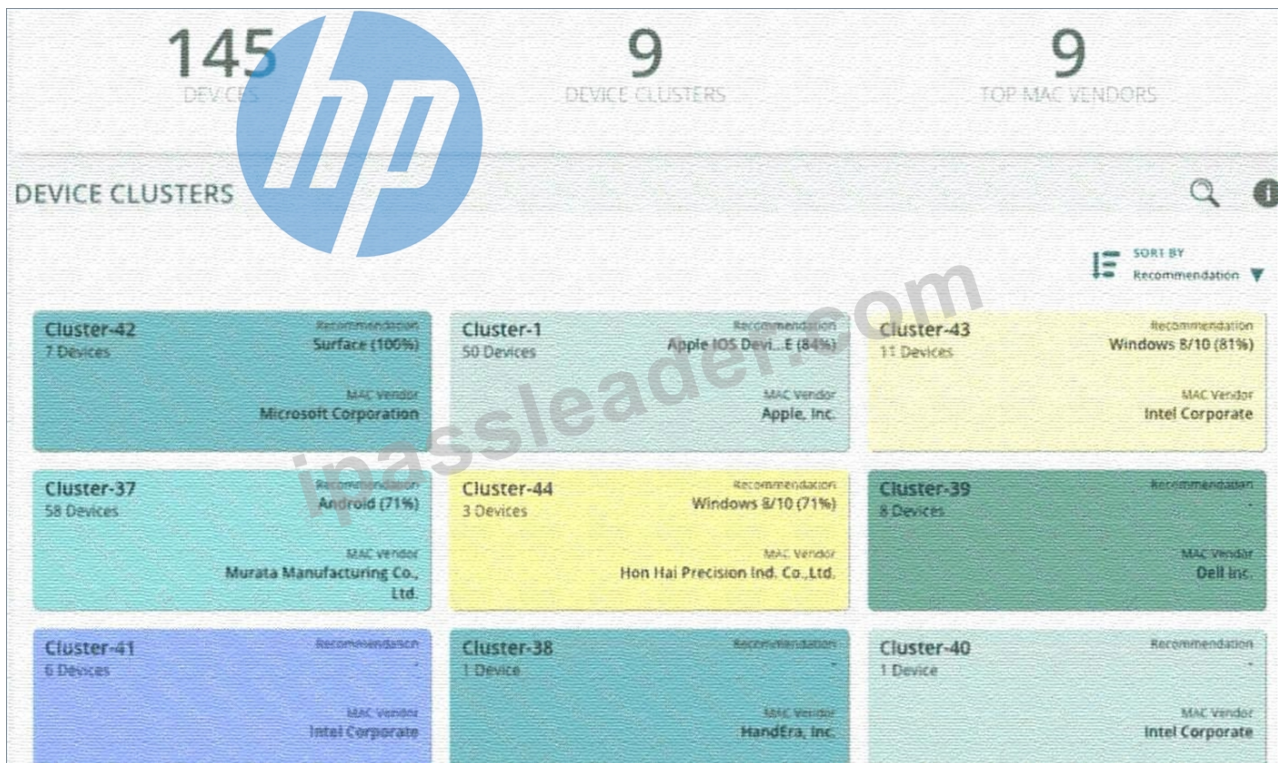 145
DEVICES
9
DEVICE CLUSTERS
9
TOP MAC VENDORS
hp
DEVICE CLUSTERS
i
SORT BY
Recommendation
Cluster-42
7 Devices
Recommendation
Surface (100%)
MAC Vendor
Microsoft Corporation
Cluster-1
50 Devices
Recommendation
Apple IOS Devi...E (84%)
MAC Vendor
Apple, Inc.
Cluster-43
11 Devices
Recommendation
Windows 8/10 (81%)
MAC Vendor
Intel Corporate
Cluster-37
58 Devices
Recommendation
Android (71%)
MAC Vendor
Murata Manufacturing Co.,
Ltd.
Cluster-44
3 Devices
Recommendation
Windows 8/10 (71%)
MAC Vendor
Hon Hai Precision Ind. Co.,Ltd.
Cluster-39
8 Devices
Recommendation
-
MAC Vendor
Dell Inc.
Cluster-41
6 Devices
Recommendation
-
MAC Vendor
Intel Corporate
Cluster-38
1 Device
Recommendation
-
MAC Vendor
HandEra, Inc.
Cluster-40
1 Device
Recommendation
-
MAC Vendor
Intel Corporate
ipassleader.com